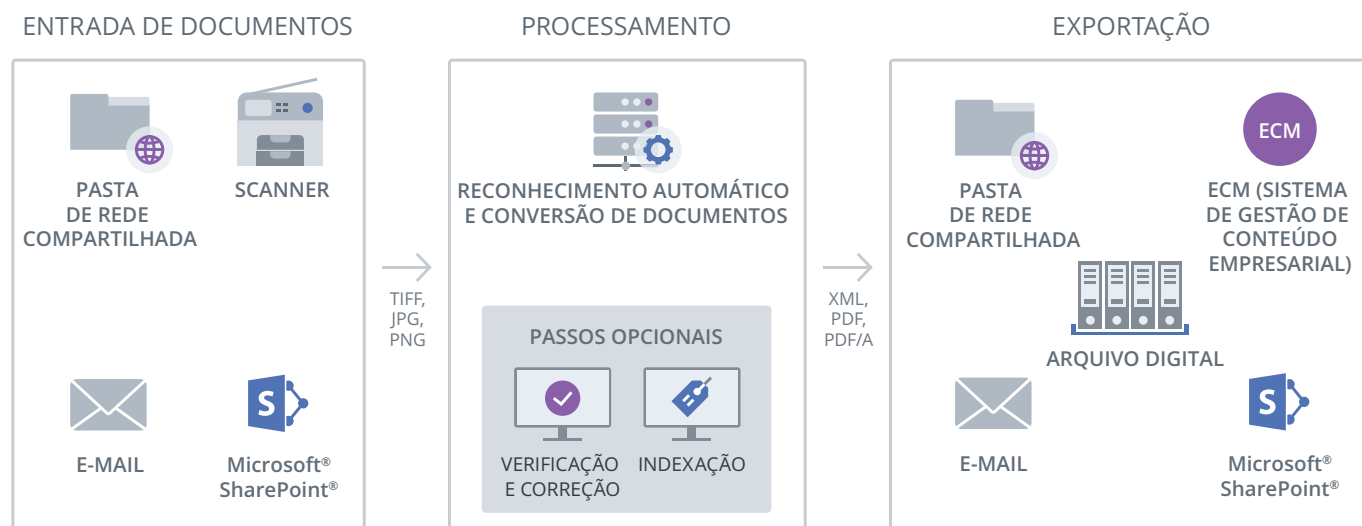 ENTRADA DE DOCUMENTOS
PASTA
DE REDE
COMPARTILHADA
SCANNER
E-MAIL
S
Microsoft®
SharePoint®
TIFF,
JPG,
PNG
PROCESSAMENTO
RECONHECIMENTO AUTOMÁTICO
E CONVERSÃO DE DOCUMENTOS
PASSOS OPCIONAIS
VERIFICAÇÃO
E CORREÇÃO
INDEXAÇÃO
XML,
PDF,
PDF/A
EXPORTAÇÃO
PASTA
DE REDE
COMPARTILHADA
ECM
ECM (SISTEMA
DE GESTÃO DE
CONTEÚDO
EMPRESARIAL)
ARQUIVO DIGITAL
E-MAIL
S
Microsoft®
SharePoint®